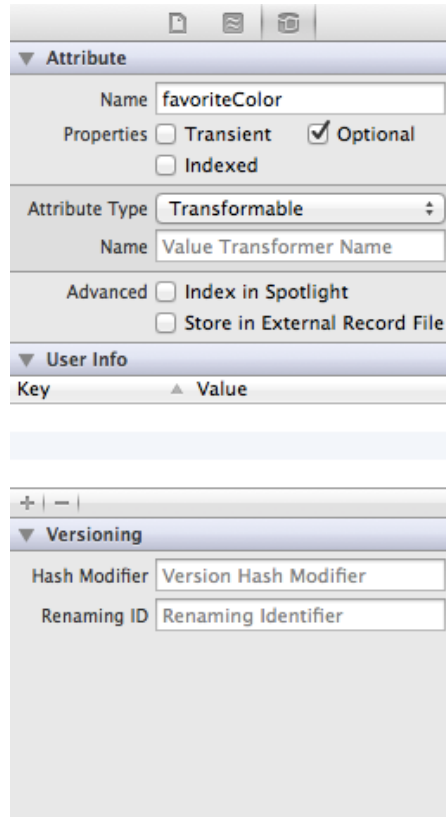 Attribute
Name favoriteColor
Properties Transient Optional
Indexed
Attribute Type Transformable
Name Value Transformer Name
Advanced Index in Spotlight
Store in External Record File
User Info
Key Value
Versioning
Hash Modifier Version Hash Modifier
Renaming ID Renaming Identifier